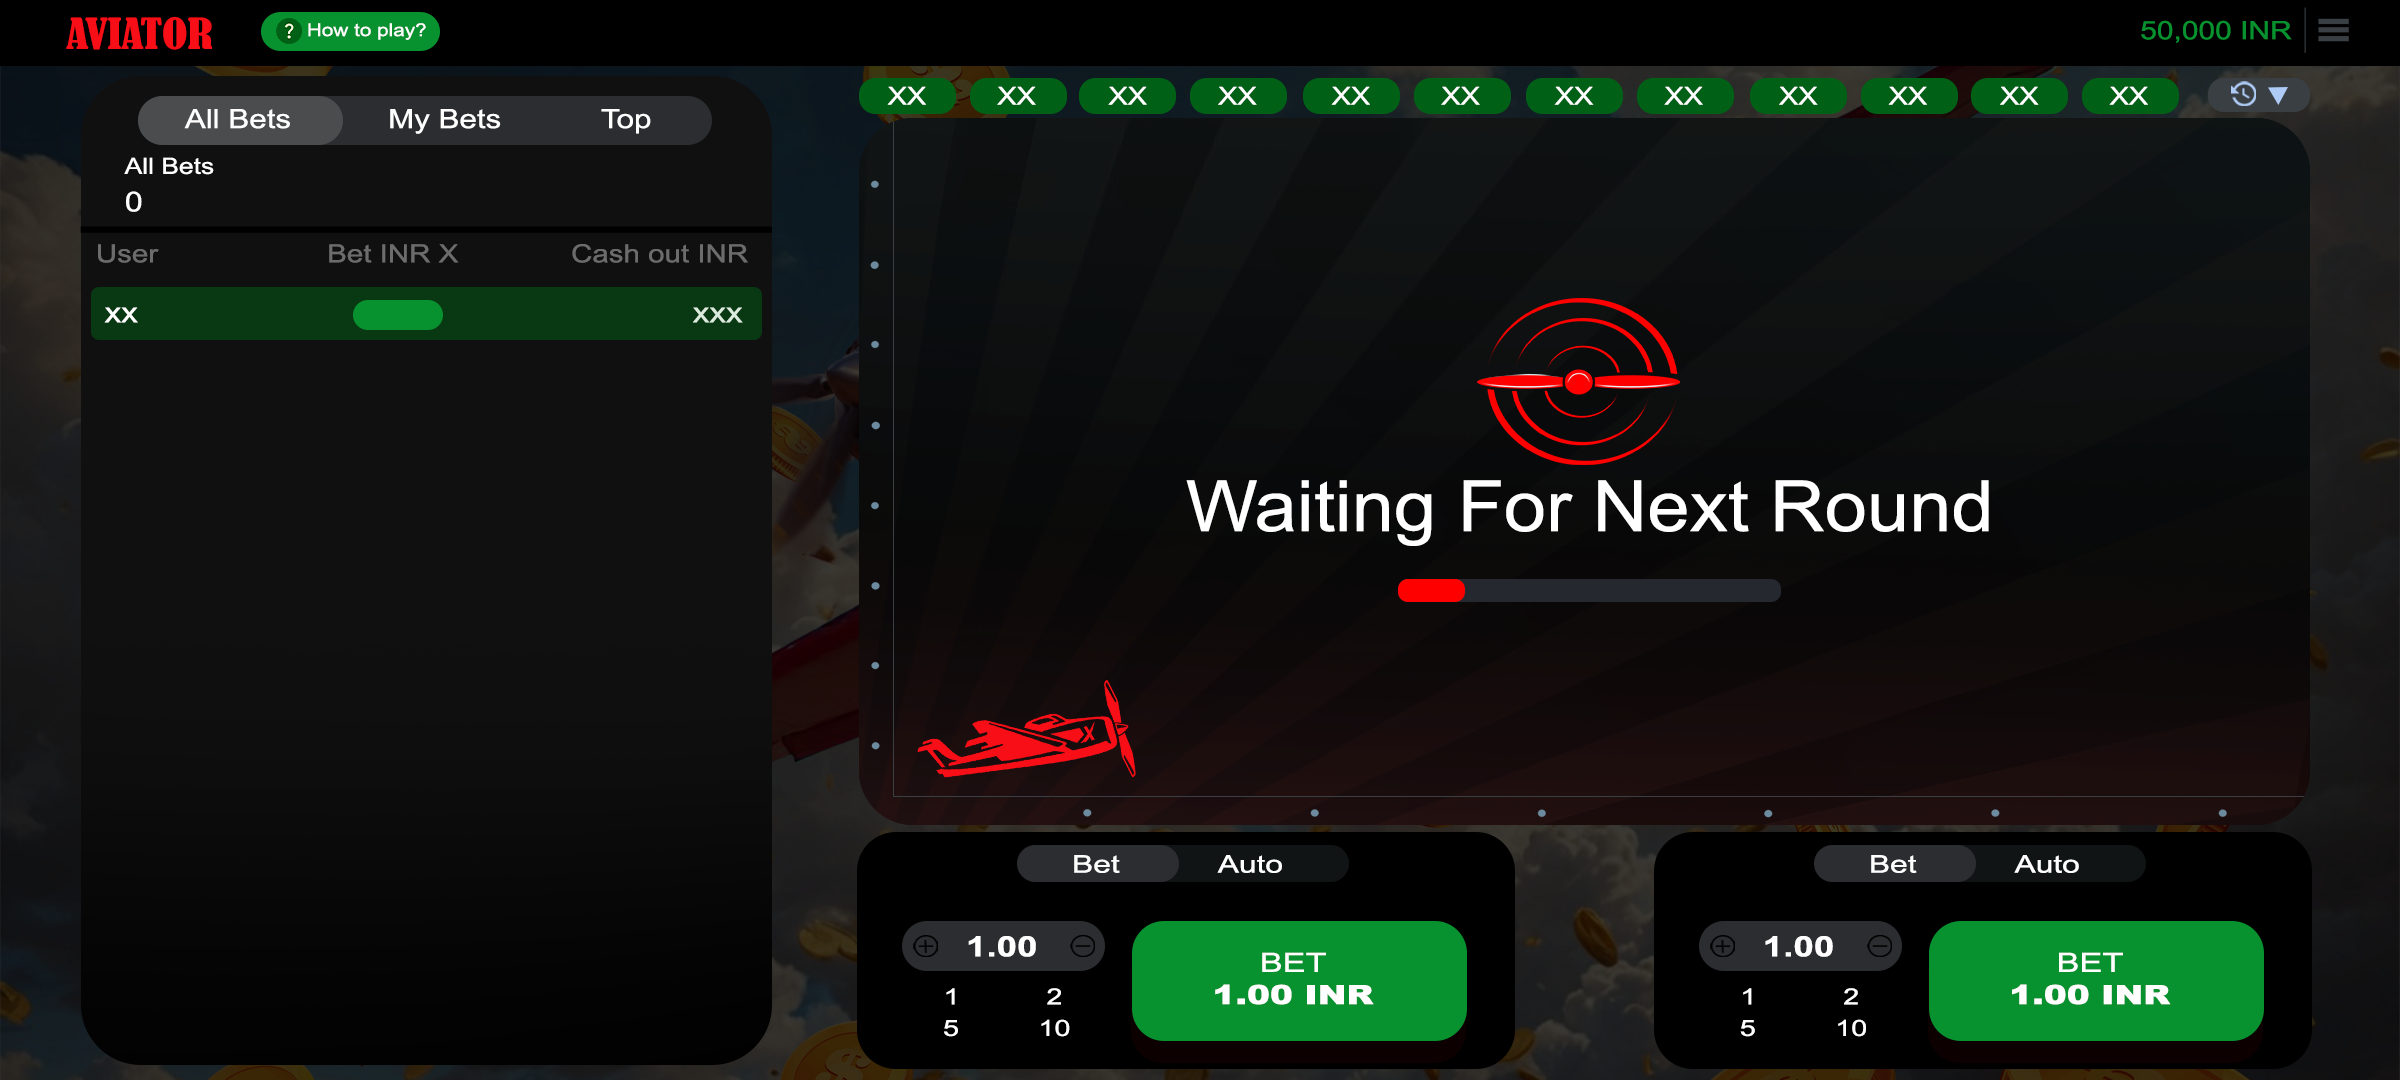 AVIATOR
? How to play?
50,000 INR
All Bets My Bets Top
All Bets
0
User Bet INR X Cash out INR
XX XXX
XX XX XX XX XX XX XX XX XX XX XX XX
Waiting For Next Round
X
Bet Auto
1.00
1 2
5 10
BET
1.00 INR
Bet Auto
1.00
1 2
5 10
BET
1.00 INR